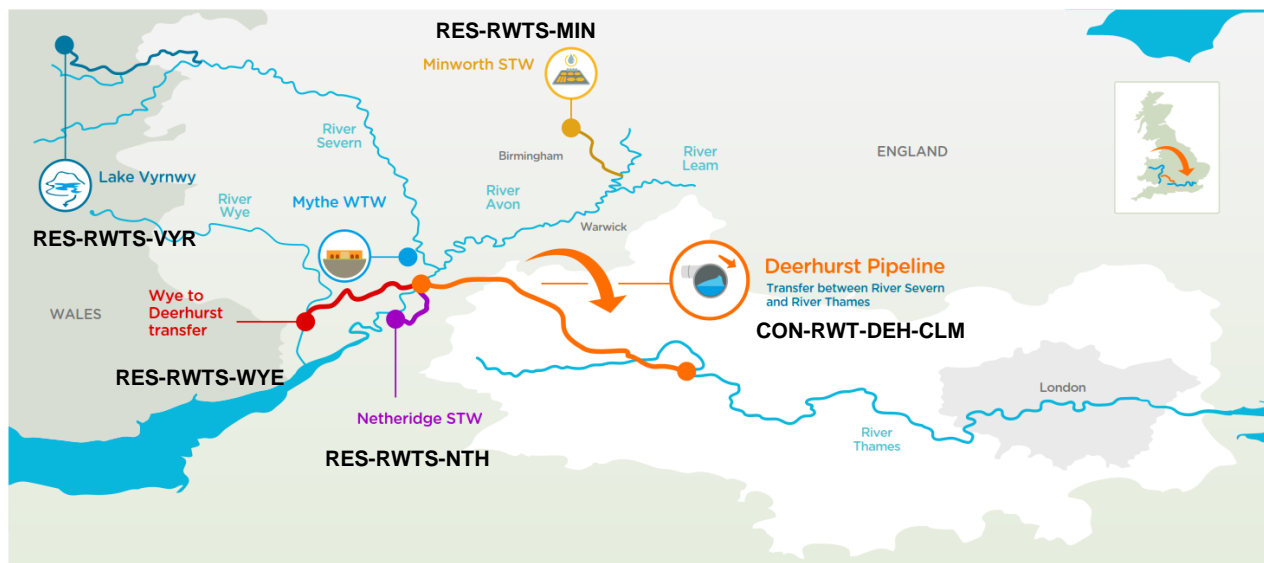 RES-RWTS-MIN
Minworth STW
River
Severn
Birmingham
River
Leam
ENGLAND
Lake Vyrnwy
River
Wye
Mythe WTW
River
Avon
Warwick
RES-RWTS-VYR
Deerhurst Pipeline
Transfer between River Severn
and River Thames
CON-RWT-DEH-CLM
WALES
Wye to
Deerhurst
transfer
RES-RWTS-WYE
Netheridge STW
RES-RWTS-NTH
London
River
Thames